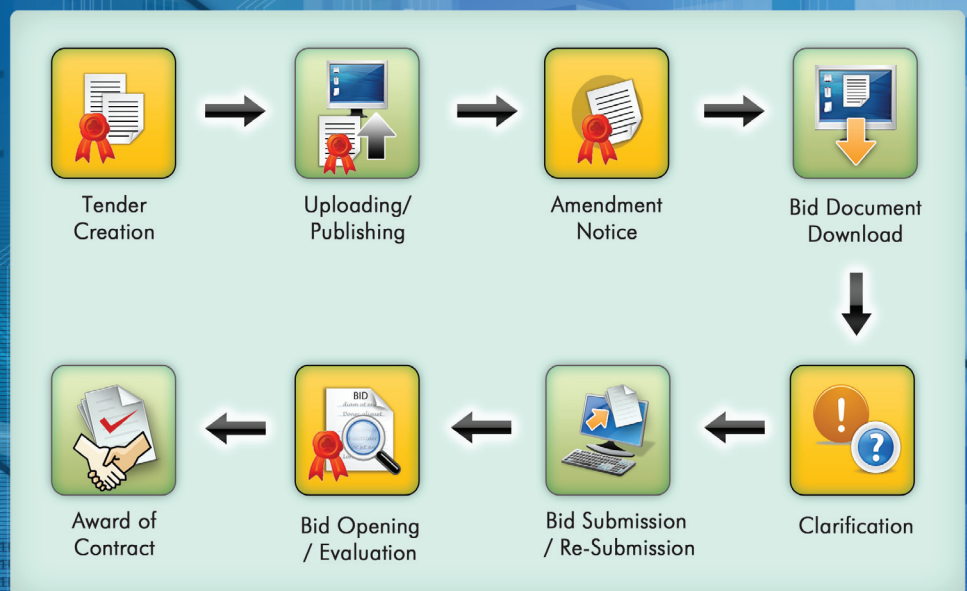 Tender
Creation
Uploading/
Publishing
Amendment
Notice
Bid Document
Download
Clarification
Bid Submission
/ Re-Submission
BID
Bid Opening
/ Evaluation
Award of
Contract